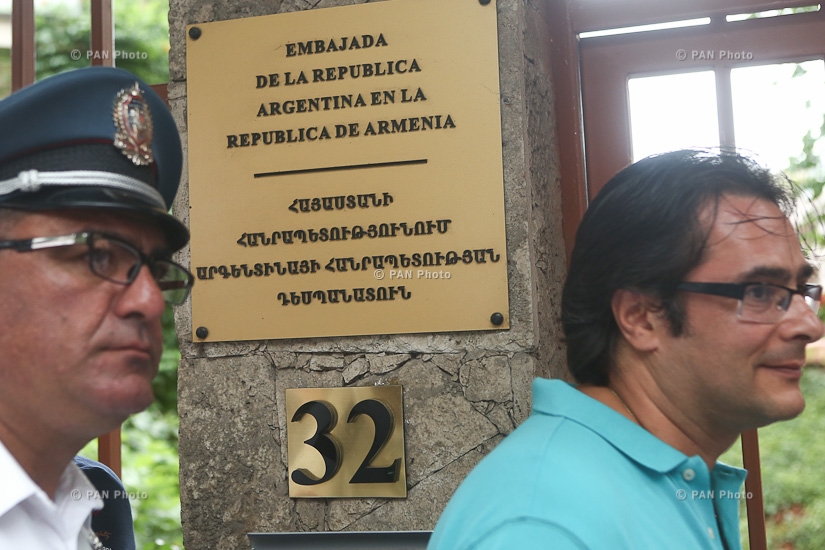 EMBAJADA
DE LA REPUBLICA
ARGENTINA EN LA
REPUBLICA DE ARMENIA
ՀԱՅԱՍՏԱՆԻ
ՀԱՆՐԱՊԵՏՈՒԹՅՈՒՆՈՒՄ
ԱՐԳԵՆՏԻՆԱՅԻ ՀԱՆՐԱՊԵՏՈՒԹՅԱՆ
ԴԵՍՊԱՆԱՏՈՒՆ
32
© PAN Photo
© PAN Photo
© PAN Photo
© PAN Photo
© PAN Photo